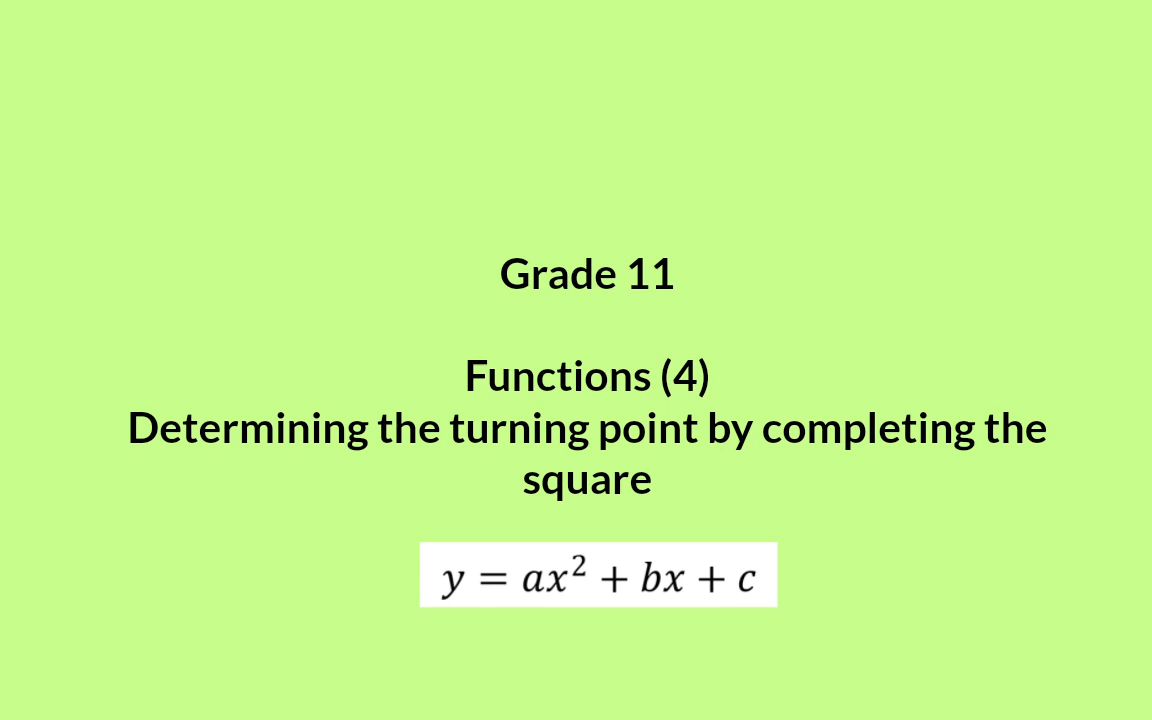 Grade 11
Functions (4)
Determining the turning point by completing the
square
y = ax² + bx + c